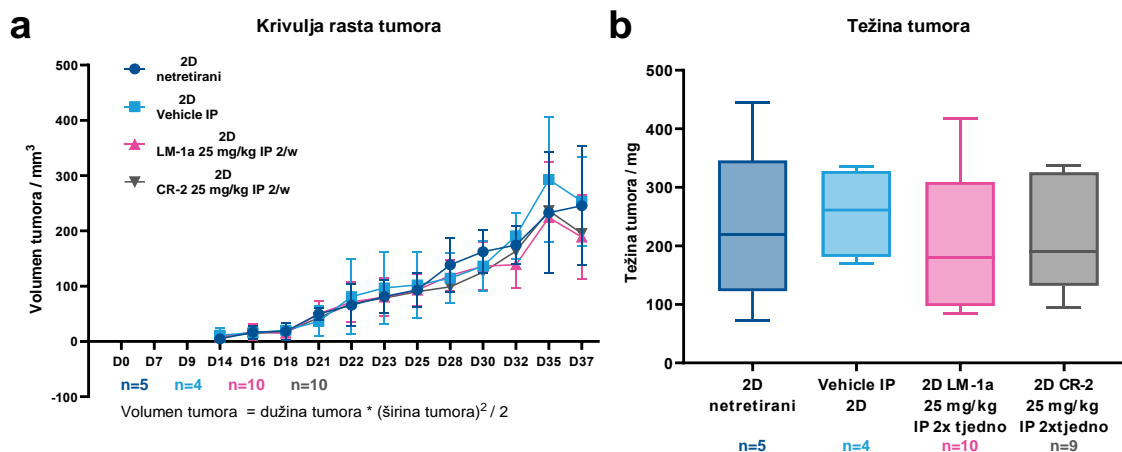 a
Krivulja rasta tumora
Volumen tumora / mm³
500
400
300
200
100
0
-100
2D
netretirani
2D
Vehicle IP
2D
LM-1a 25 mg/kg IP 2/w
2D
CR-2 25 mg/kg IP 2/w
D0 D7 D9 D14 D16 D18 D21 D22 D23 D25 D28 D30 D32 D35 D37
n=5 n=4 n=10 n=10
Volumen tumora = dužina tumora * (širina tumora)² / 2
b
Težina tumora
Težina tumora / mg
500
400
300
200
100
0
2D
netretirani
n=5
Vehicle IP
2D
n=4
2D LM-1a
25 mg/kg
IP 2x tjedno
n=10
2D CR-2
25 mg/kg
IP 2xtjedno
n=9